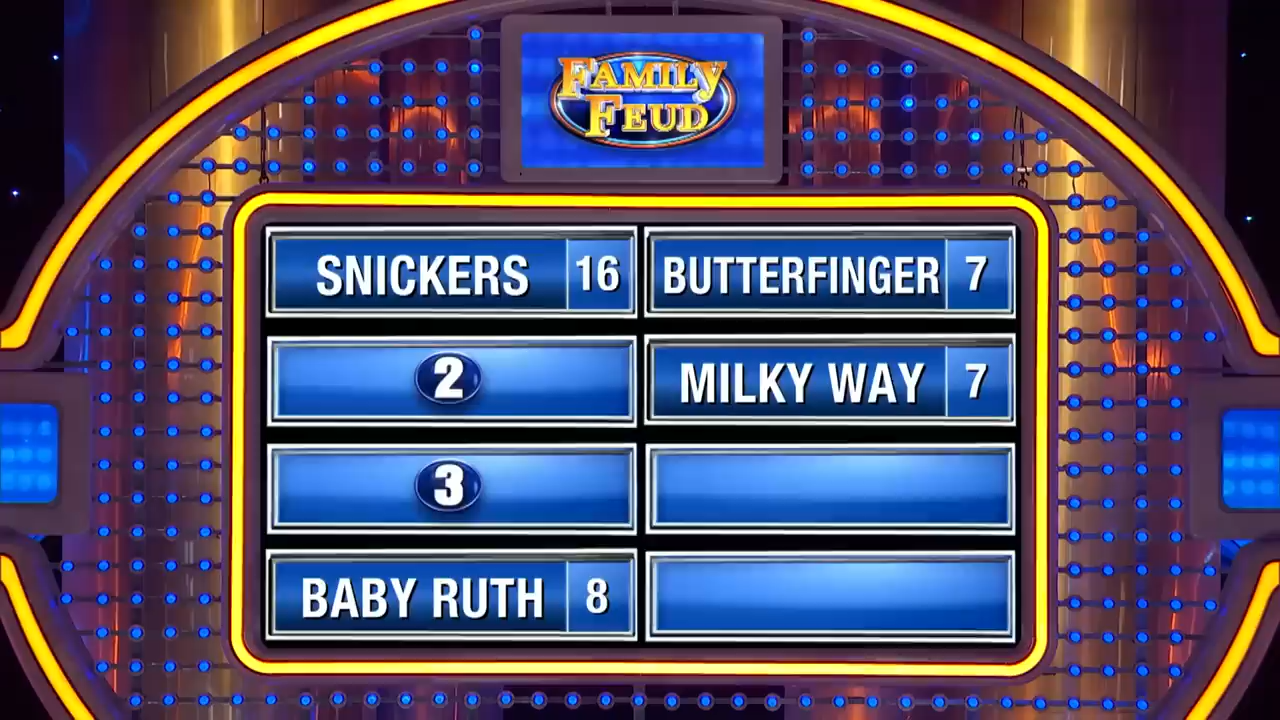 FAMILY
FEUD
SNICKERS 16
2
3
BABY RUTH 8
BUTTERFINGER 7
MILKY WAY 7